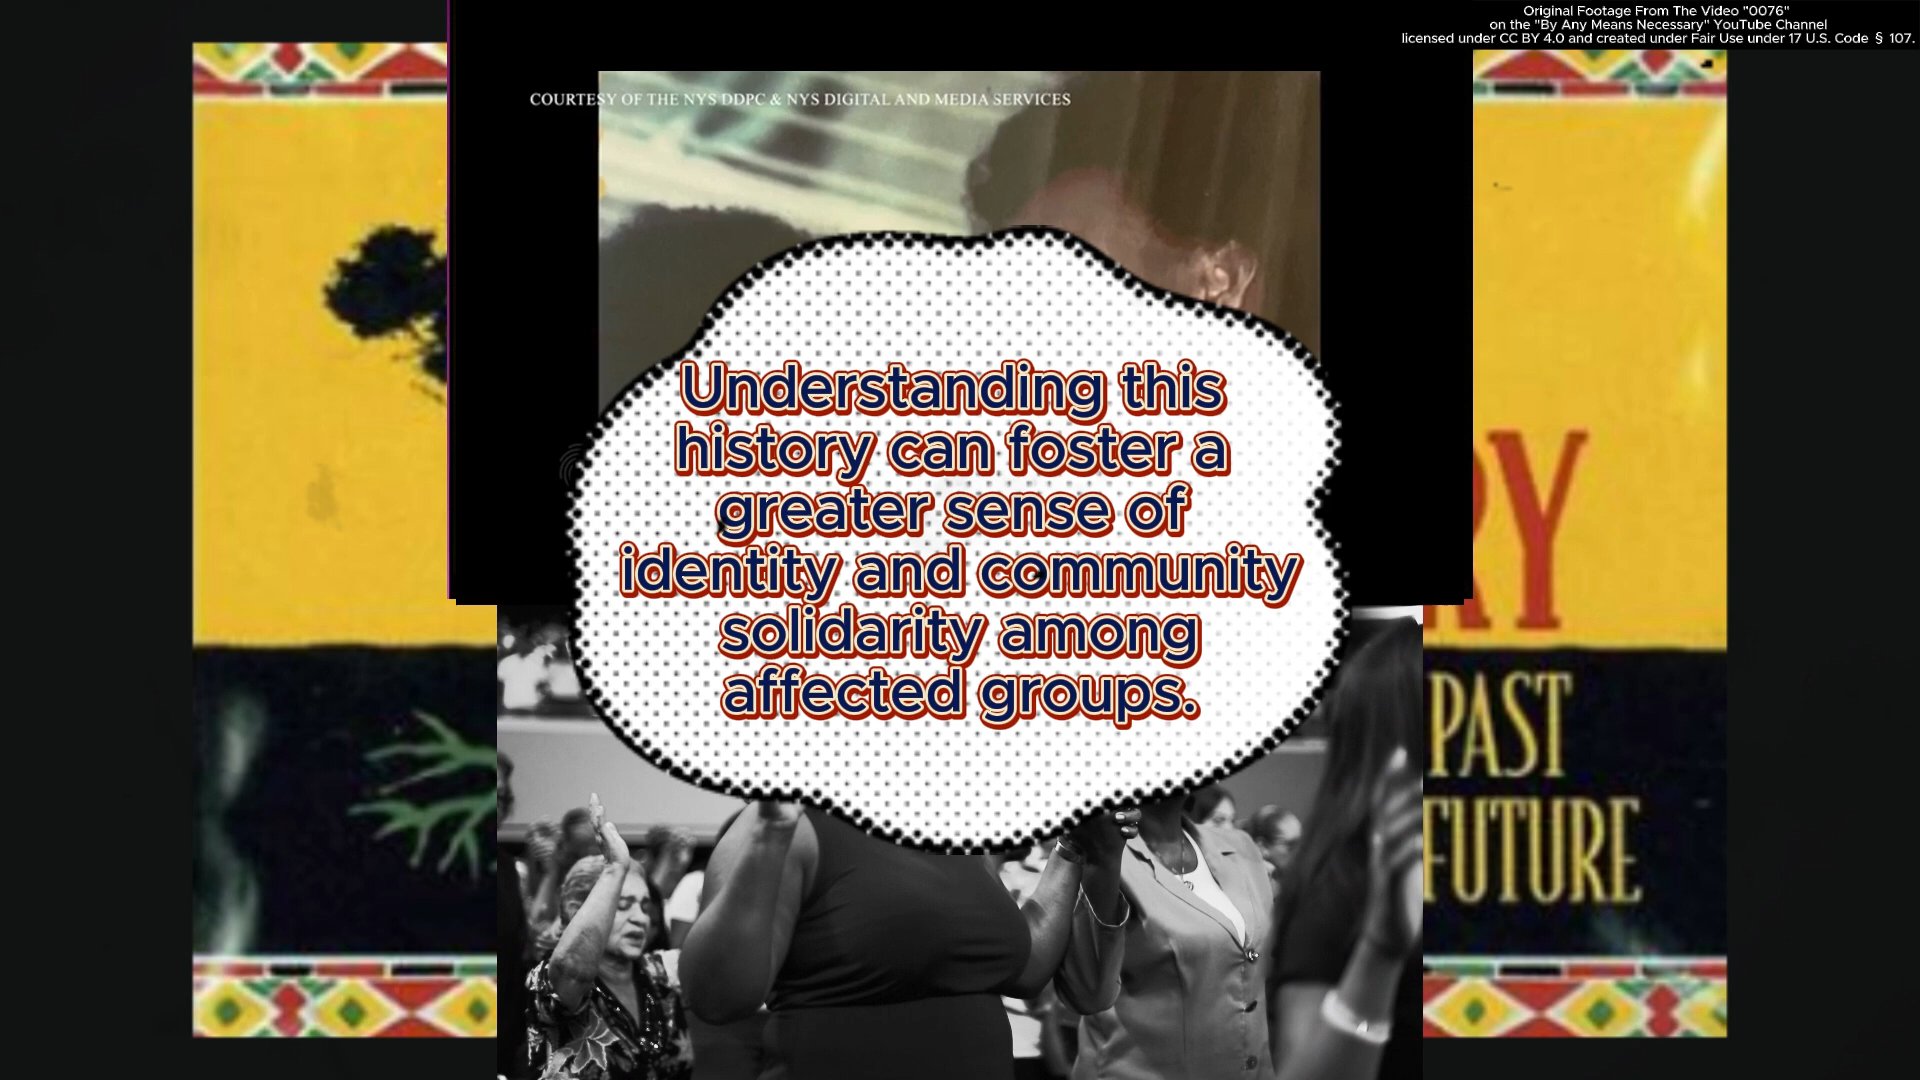 Original Footage From The Video "0076"
on the "By Any Means Necessary" YouTube Channel
licensed under CC BY 4.0 and created under Fair Use under 17 U.S. Code § 107.
COURTESY OF THE NYS DDPC & NYS DIGITAL AND MEDIA SERVICES
Understanding this
history can foster a
greater sense of
identity and community
solidarity among
affected groups.
RY
PAST
FUTURE